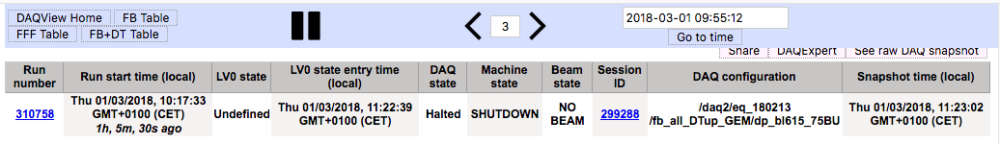 DAQView Home
FB Table
FFF Table
FB+DT Table
3
2018-03-01 09:55:12
Go to time
Share
DAQExpert
See raw DAQ snapshot
Run number
Run start time (local)
LV0 state
LV0 state entry time (local)
DAQ state
Machine state
Beam state
Session ID
DAQ configuration
Snapshot time (local)
310758
Thu 01/03/2018, 10:17:33
GMT+0100 (CET)
1h, 5m, 30s ago
Undefined
Thu 01/03/2018, 11:22:39
GMT+0100 (CET)
Halted
SHUTDOWN
NO
BEAM
299288
/daq2/eq_180213
/fb_all_DTup_GEM/dp_bl615_75BU
Thu 01/03/2018, 11:23:02
GMT+0100 (CET)